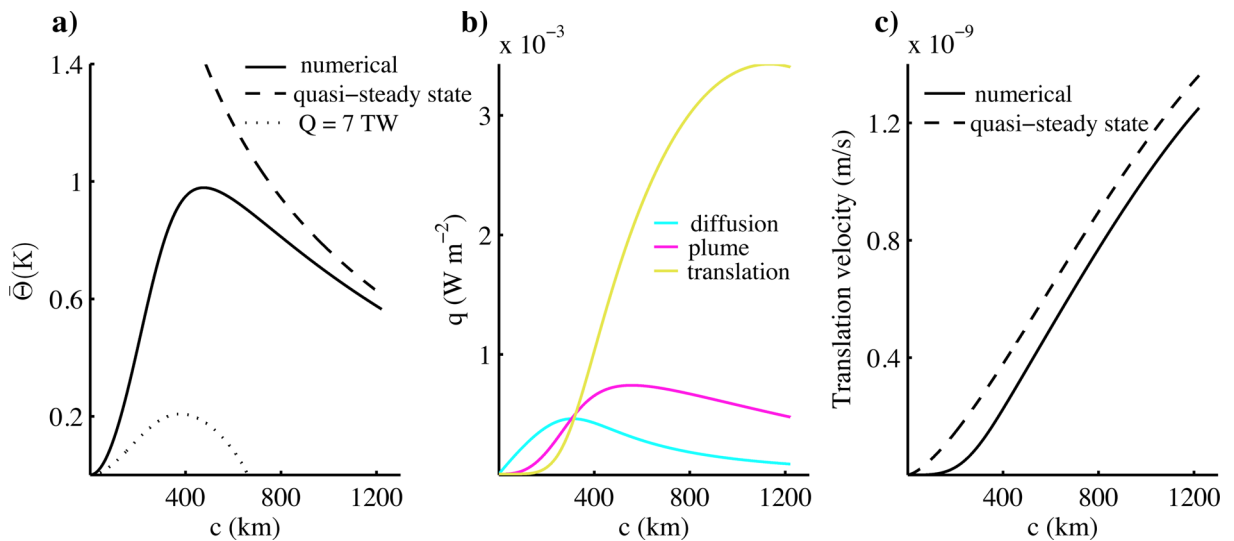 a)
1.4
1
0.6
0.2
Θ̄(K)
numerical
quasi−steady state
Q = 7 TW
400
800
1200
c (km)
b)
x 10⁻³
3
2
1
q (W m⁻²)
diffusion
plume
translation
400
800
1200
c (km)
c)
x 10⁻⁹
1.2
0.8
0.4
Translation velocity (m/s)
numerical
quasi−steady state
400
800
1200
c (km)